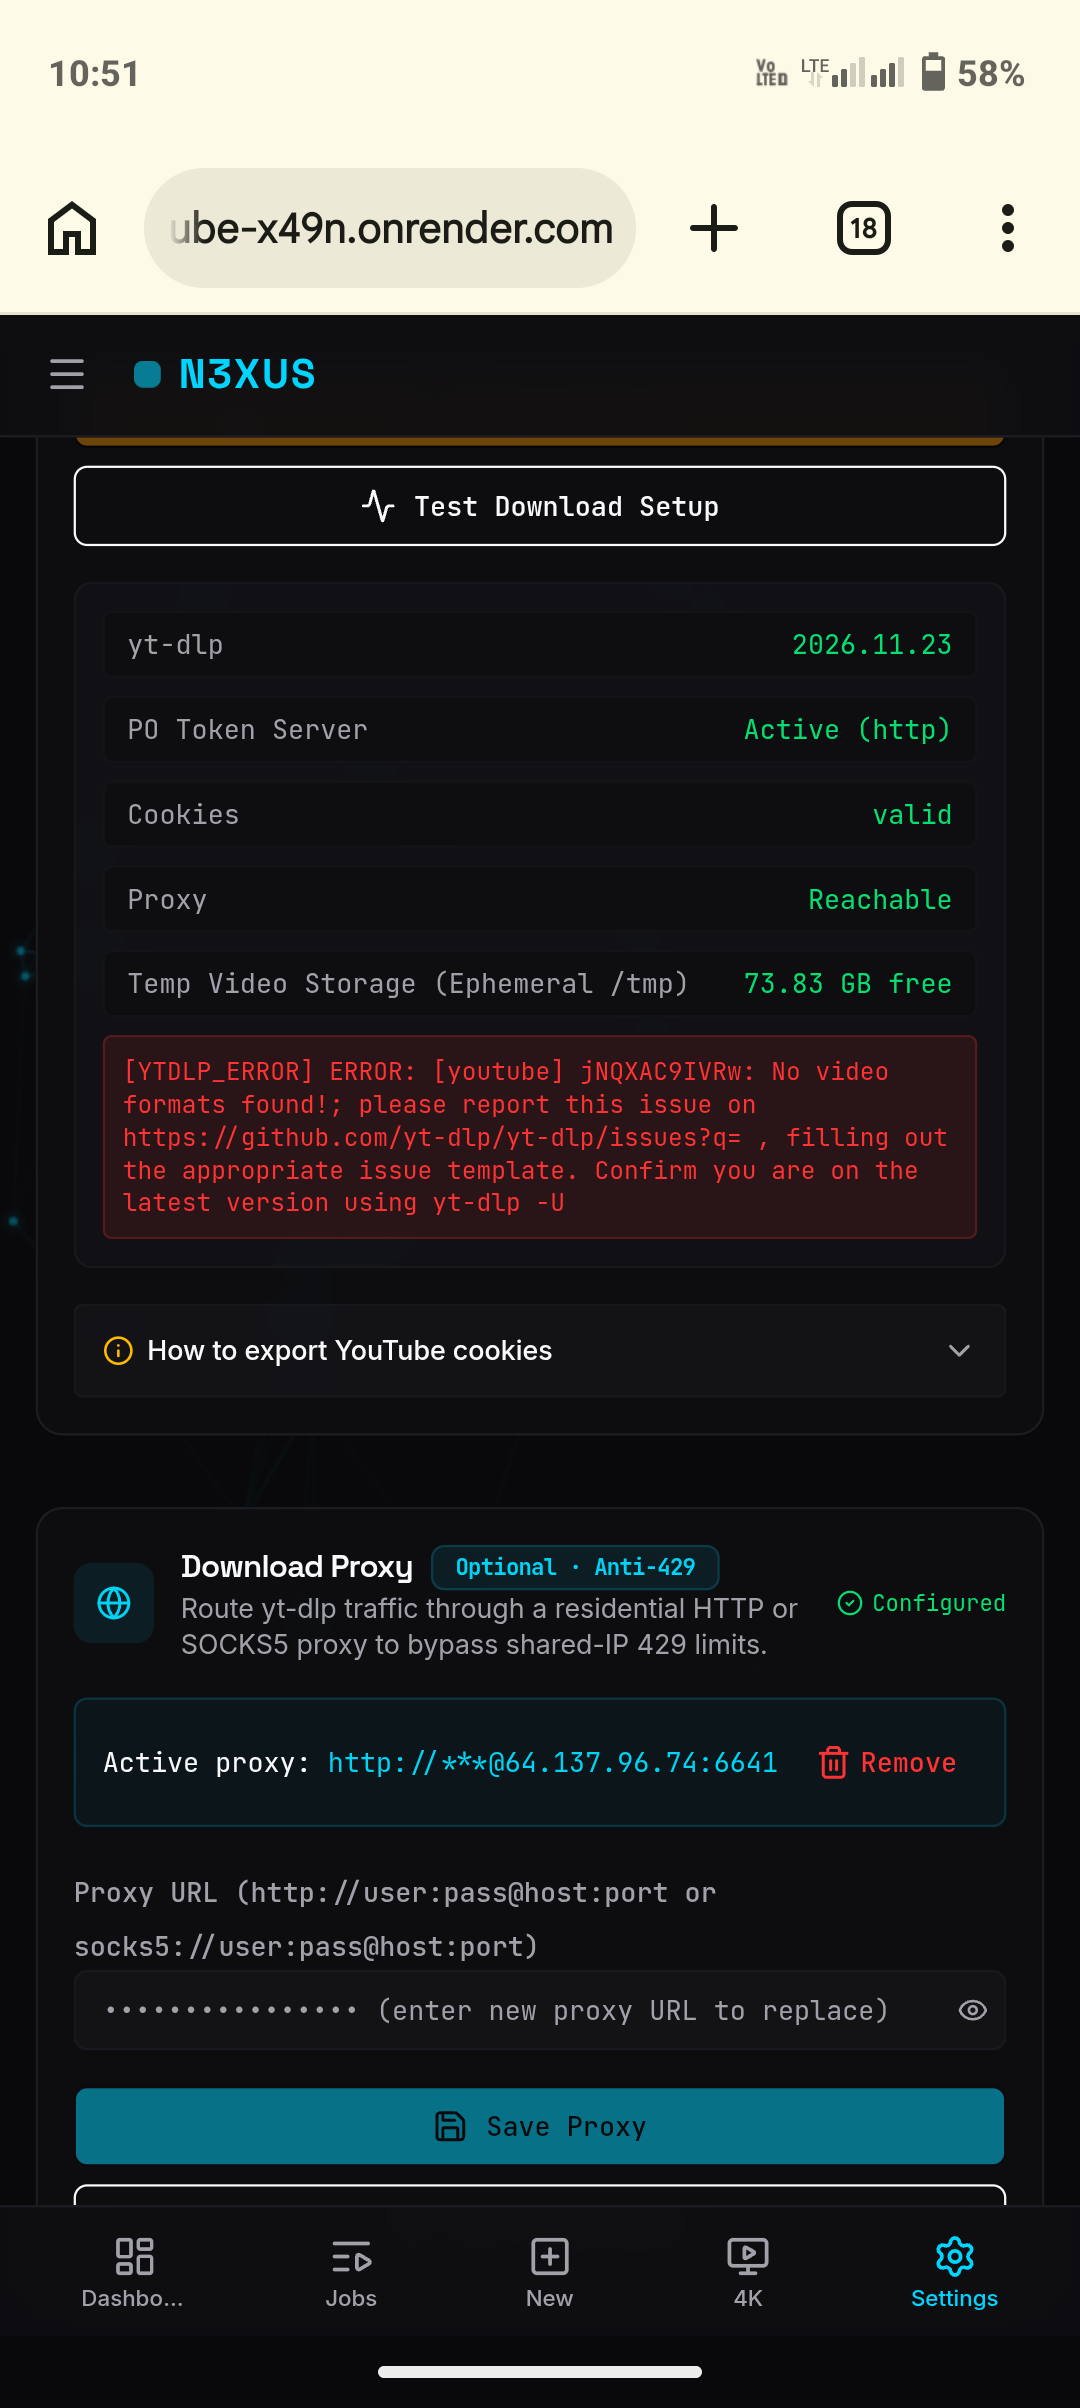 10:51
Vo LTE D
LTE
58%
ube-x49n.onrender.com
18
N3XUS
Test Download Setup
yt-dlp
2026.11.23
PO Token Server
Active (http)
Cookies
valid
Proxy
Reachable
Temp Video Storage (Ephemeral /tmp)
73.83 GB free
[YTDLP_ERROR] ERROR: [youtube] jNQXAC9IVRw: No video
formats found!; please report this issue on
https://github.com/yt-dlp/yt-dlp/issues?q= , filling out
the appropriate issue template. Confirm you are on the
latest version using yt-dlp -U
How to export YouTube cookies
Download Proxy
Optional · Anti-429
Route yt-dlp traffic through a residential HTTP or
SOCKS5 proxy to bypass shared-IP 429 limits.
Configured
Active proxy: http://***@64.137.96.74:6641
Remove
Proxy URL (http://user:pass@host:port or
socks5://user:pass@host:port)
•••••••••••••••• (enter new proxy URL to replace)
Save Proxy
Dashbo...
Jobs
New
4K
Settings